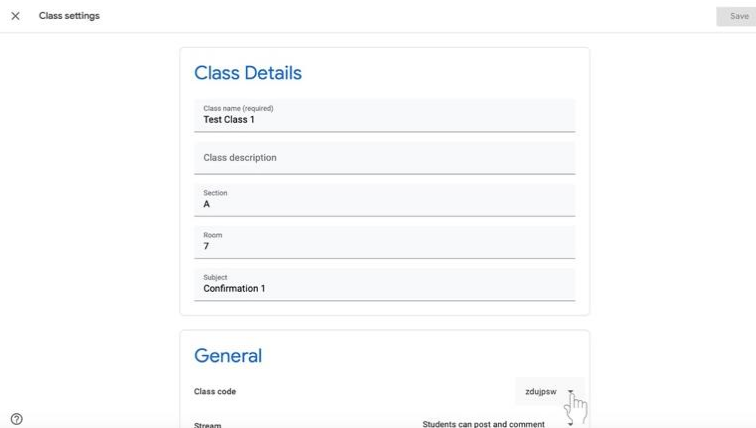 Class settings
Save
Class Details
Class name (required)
Test Class 1
Class description
Section
A
Room
7
Subject
Confirmation 1
General
Class code
zdujpsw
Stream
Students can post and comment